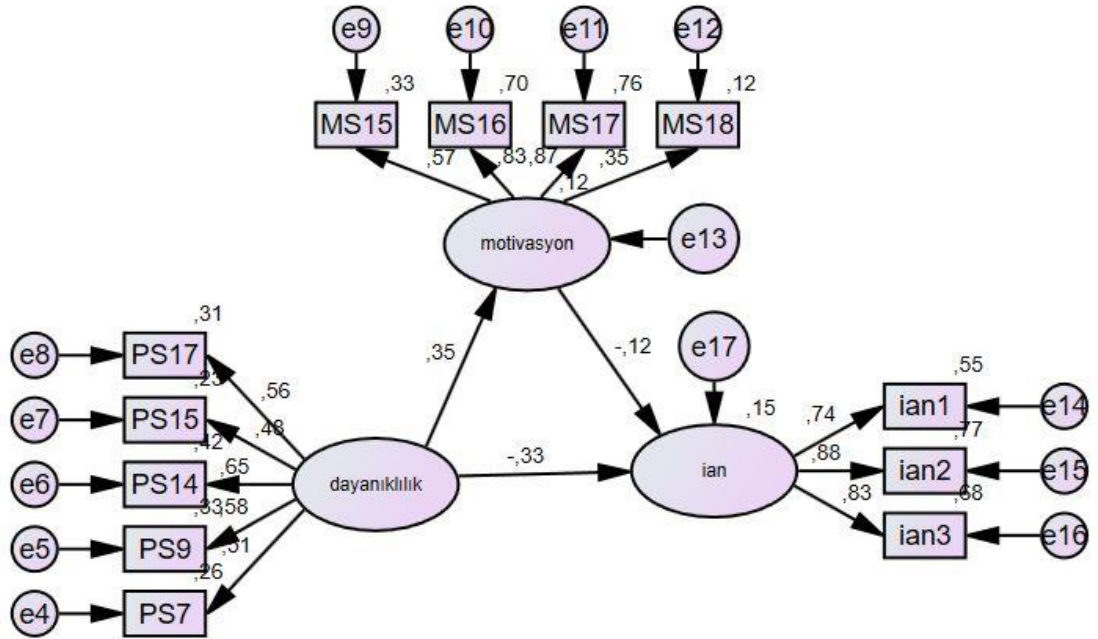 e9 e10 e11 e12
,33 ,70 ,76 ,12
MS15 MS16 MS17 MS18
,57 ,83 ,87 ,35
,12
motivasyon
e13
,35
-,12
e17
,15
-,33
dayanıklılık
ian
,31
e8 PS17
,56
,23
e7 PS15
,48
,42
e6 PS14
,65
,33 ,58
e5 PS9
,51
,26
e4 PS7
,55
,74
ian1 e14
,77
,88
ian2 e15
,68
,83
ian3 e16